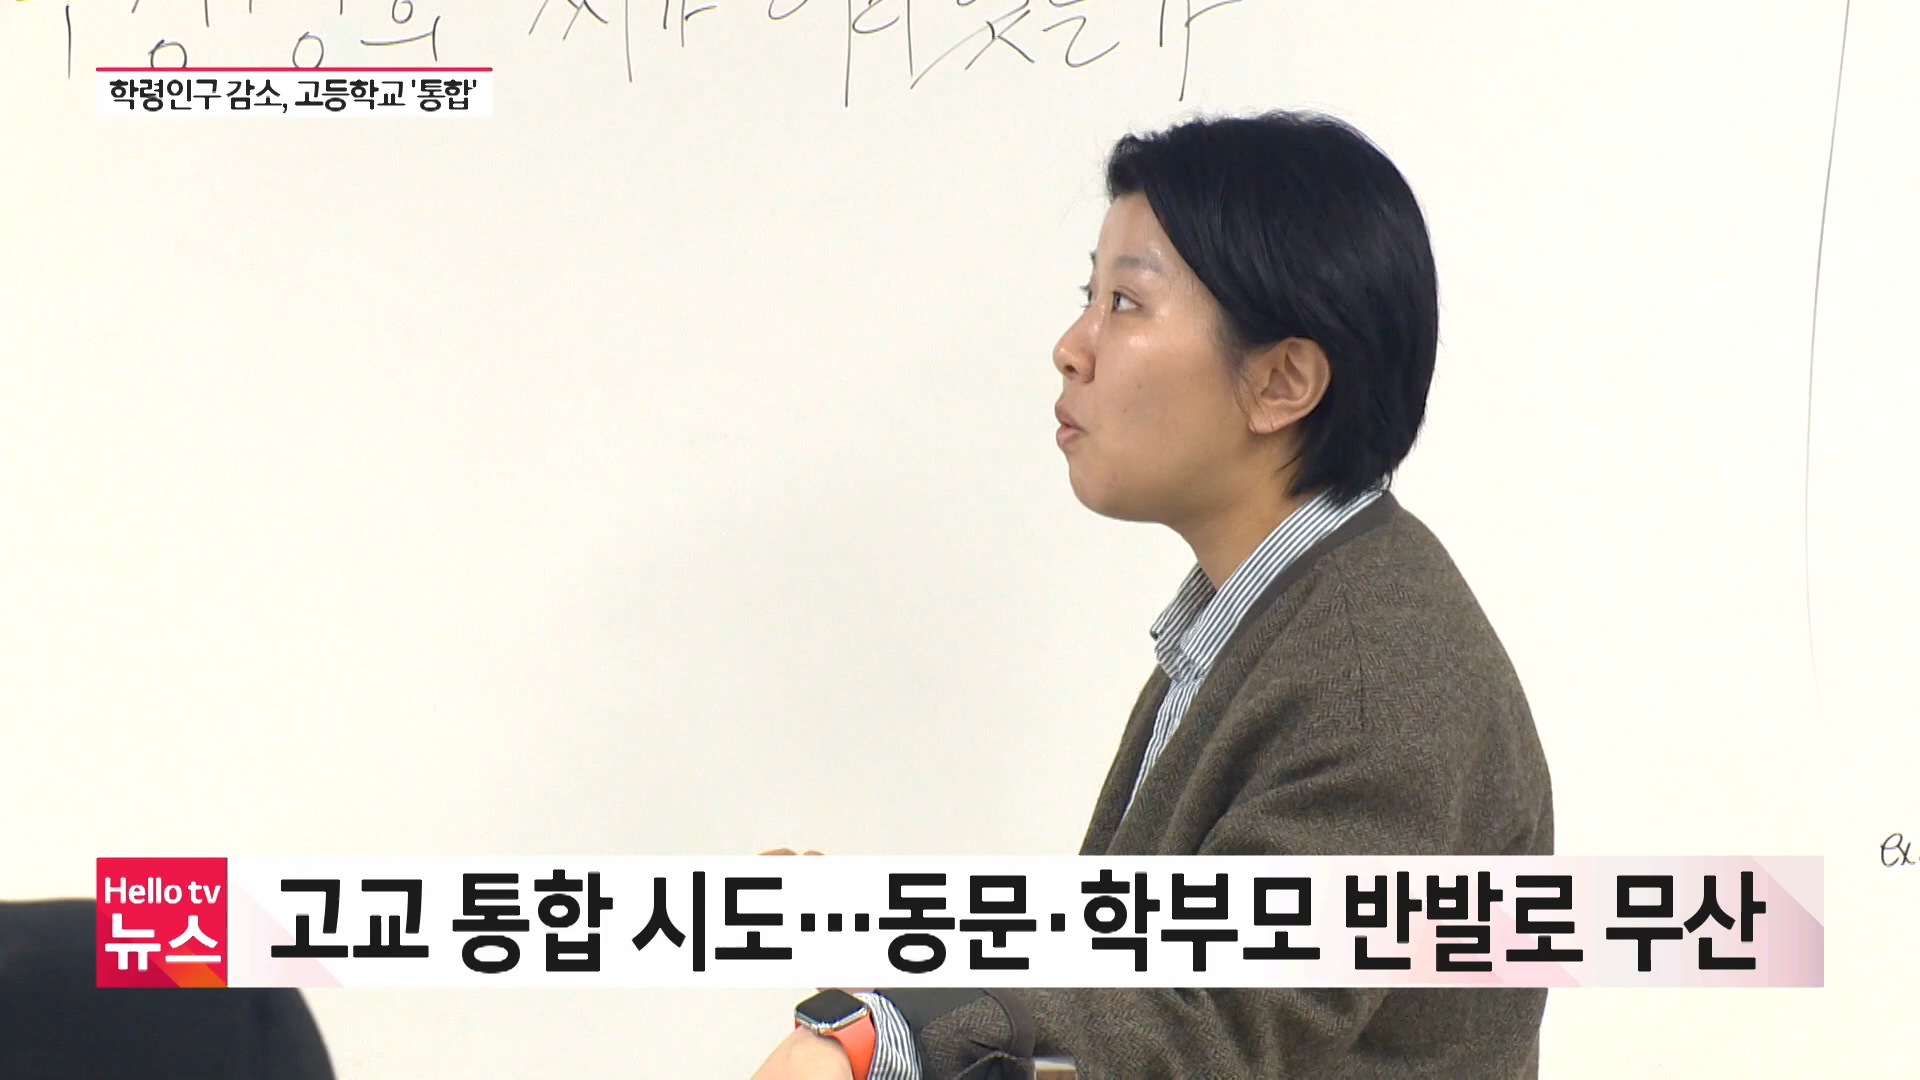 학령인구 감소, 고등학교 '통합'
Hello tv
뉴스
고교 통합 시도…동문·학부모 반발로 무산
ex.